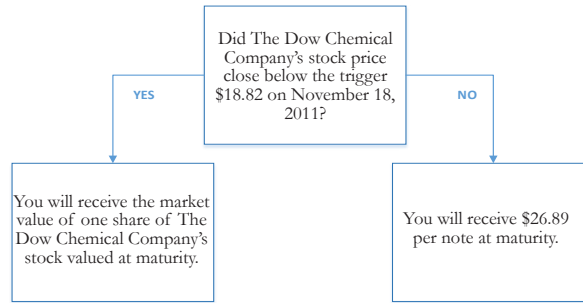 Did The Dow Chemical
Company's stock price
close below the trigger
$18.82 on November 18,
2011?
YES
NO
You will receive the market
value of one share of The
Dow Chemical Company's
stock valued at maturity.
You will receive $26.89
per note at maturity.